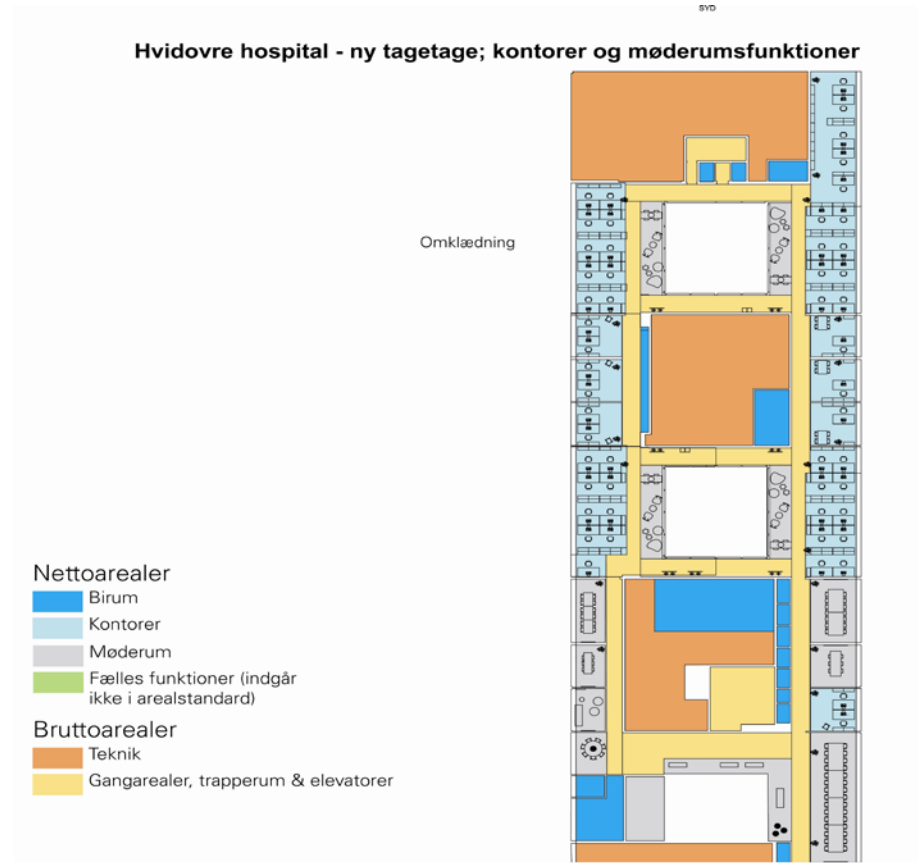 SYD
Hvidovre hospital - ny tagetage; kontorer og møderumsfunktioner
Omklædning
Nettoarealer
Birum
Kontorer
Møderum
Fælles funktioner (indgår
ikke i arealstandard)
Bruttoarealer
Teknik
Gangarealer, trapperum & elevatorer